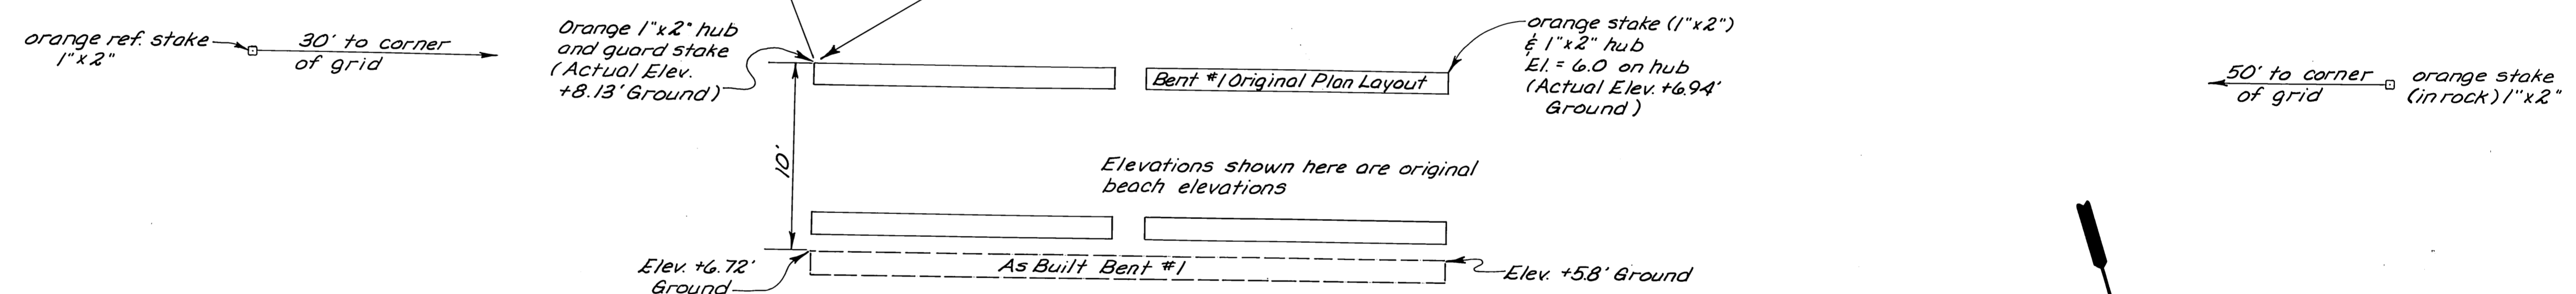 orange ref. stake
1"x2"
30' to corner
of grid
Orange 1"x2" hub
and guard stake
(Actual Elev.
+8.13' Ground)
Bent #1 Original Plan Layout
orange stake (1"x2")
& 1"x2" hub
El. = 6.0 on hub
(Actual Elev. +6.94'
Ground)
50' to corner
of grid
orange stake
(in rock) 1"x2"
10'
Elevations shown here are original
beach elevations
Elev. +6.72'
Ground
As Built Bent #1
Elev. +5.8' Ground